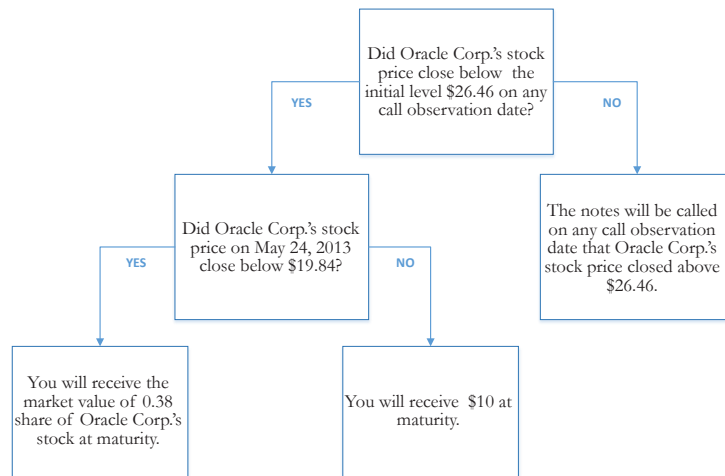 Did Oracle Corp.'s stock
price close below the
initial level $26.46 on any
call observation date?
YES
NO
Did Oracle Corp.'s stock
price on May 24, 2013
close below $19.84?
The notes will be called
on any call observation
date that Oracle Corp.'s
stock price closed above
$26.46.
YES
NO
You will receive the
market value of 0.38
share of Oracle Corp.'s
stock at maturity.
You will receive $10 at
maturity.